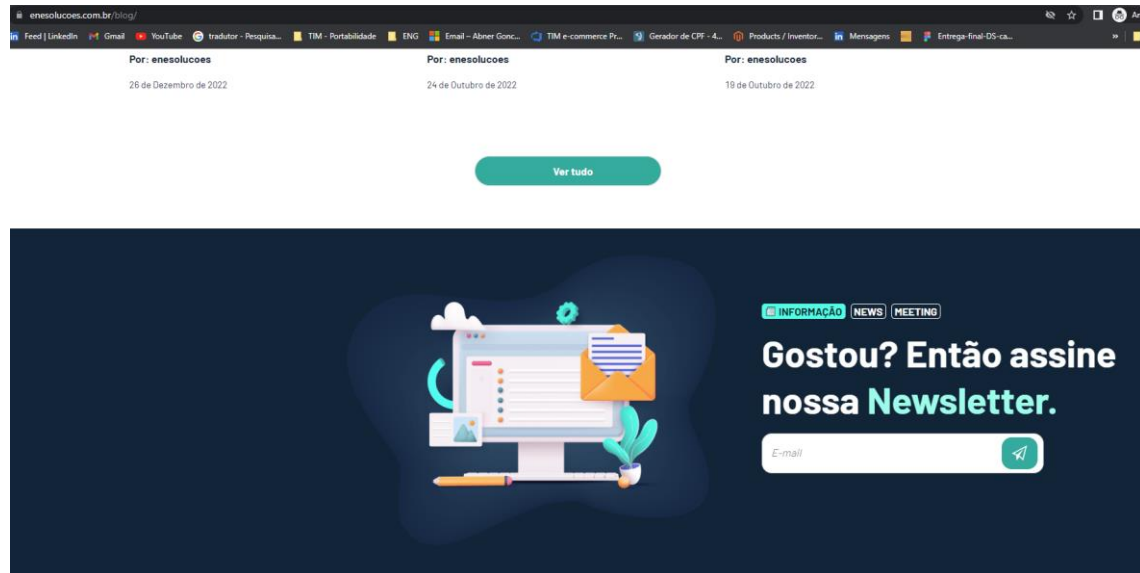 enesolucoes.com.br/blog/
Feed | LinkedIn Gmail YouTube tradutor - Pesquisa... TIM - Portabilidade ENG Email – Abner Gonc... TIM e-commerce Pr... Gerador de CPF - 4... Products / Inventor... Mensagens Entrega-final-DS-ca... »
Por: enesolucoes Por: enesolucoes Por: enesolucoes
26 de Dezembro de 2022 24 de Outubro de 2022 19 de Outubro de 2022
Ver tudo
INFORMAÇÃO NEWS MEETING
Gostou? Então assine
nossa Newsletter.
E-mail